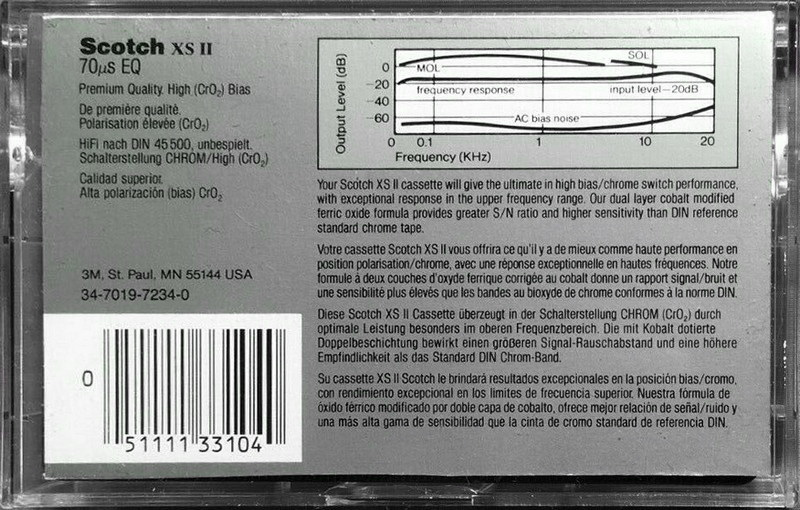 Scotch XS II
70µs EQ
Premium Quality. High (CrO₂) Bias
De première qualité.
Polarisation élevée (CrO₂)
HiFi nach DIN 45 500, unbespielt.
Schalterstellung CHROM/High (CrO₂)
Calidad superior.
Alta polarización (bias) CrO₂
3M, St. Paul, MN 55144 USA
34-7019-7234-0
0
51111 33104
Output Level (dB)
0
-20
-40
-60
MOL
SOL
frequency response
input level-20dB
AC bias noise
0 0.1 1 10 20
Frequency (KHz)
Your Scotch XS II cassette will give the ultimate in high bias/chrome switch performance,
with exceptional response in the upper frequency range. Our dual layer cobalt modified
ferric oxide formula provides greater S/N ratio and higher sensitivity than DIN reference
standard chrome tape.
Votre cassette Scotch XS II vous offrira ce qu'il y a de mieux comme haute performance en
position polarisation/chrome, avec une réponse exceptionnelle en hautes fréquences. Notre
formule à deux couches d'oxyde ferrique corrigée au cobalt donne un rapport signal/bruit et
une sensibilité plus élevés que les bandes au bioxyde de chrome conformes à la norme DIN.
Diese Scotch XS II Cassette überzeugt in der Schalterstellung CHROM (CrO₂) durch
optimale Leistung besonders im oberen Frequenzbereich. Die mit Kobalt dotierte
Doppelbeschichtung bewirkt einen größeren Signal-Rauschabstand und eine höhere
Empfindlichkeit als das Standard DIN Chrom-Band.
Su cassette XS II Scotch le brindará resultados excepcionales en la posición bias/cromo,
con rendimiento excepcional en los limites de frecuencia superior. Nuestra fórmula de
óxido férrico modificado por doble capa de cobalto, ofrece mejor relación de señal/ruido y
una más alta gama de sensibilidad que la cinta de cromo standard de referencia DIN.